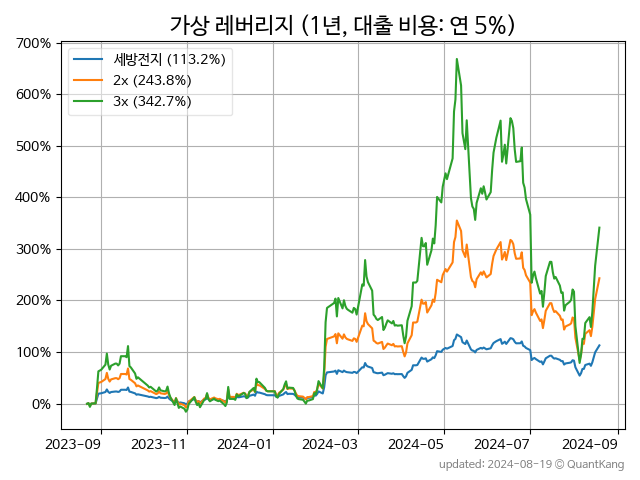 가상 레버리지 (1년, 대출 비용: 연 5%)
세방전지 (113.2%)
2x (243.8%)
3x (342.7%)
700%
600%
500%
400%
300%
200%
100%
0%
2023-09 2023-11 2024-01 2024-03 2024-05 2024-07 2024-09
updated: 2024-08-19 © QuantKang